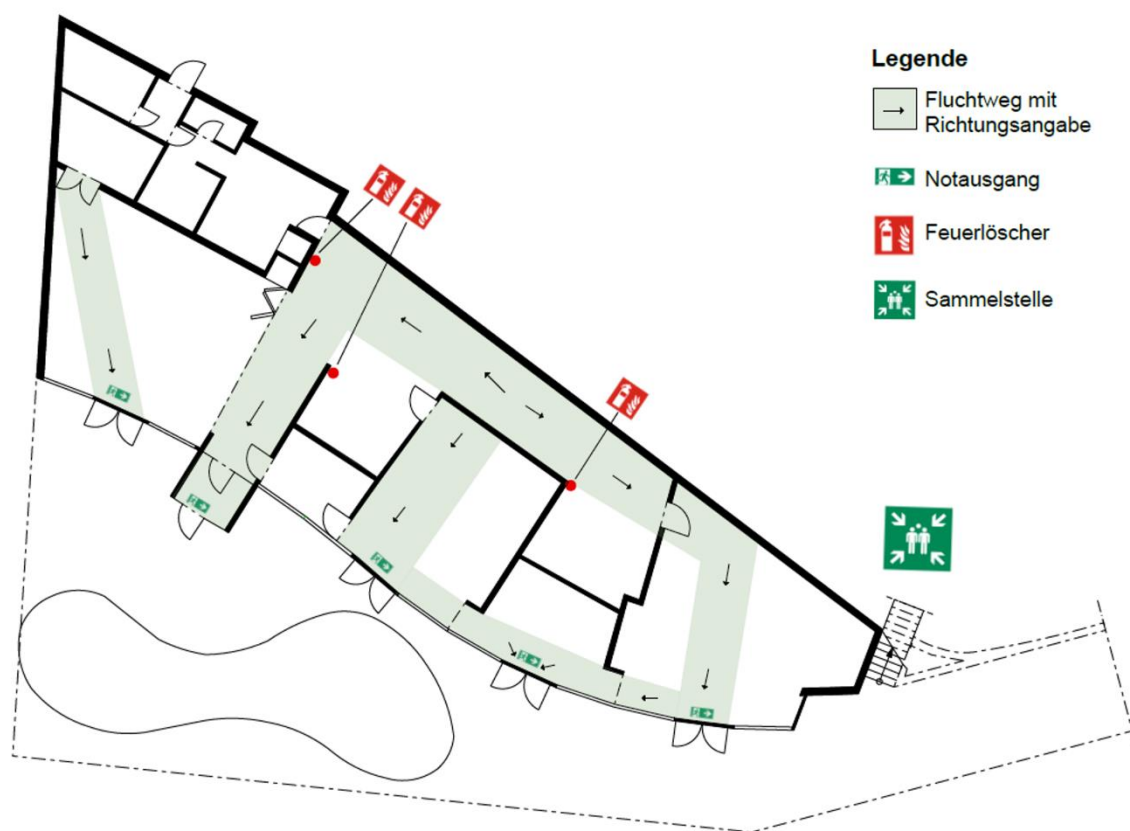 Legende
Fluchtweg mit
Richtungsangabe
Notausgang
Feuerlöscher
Sammelstelle